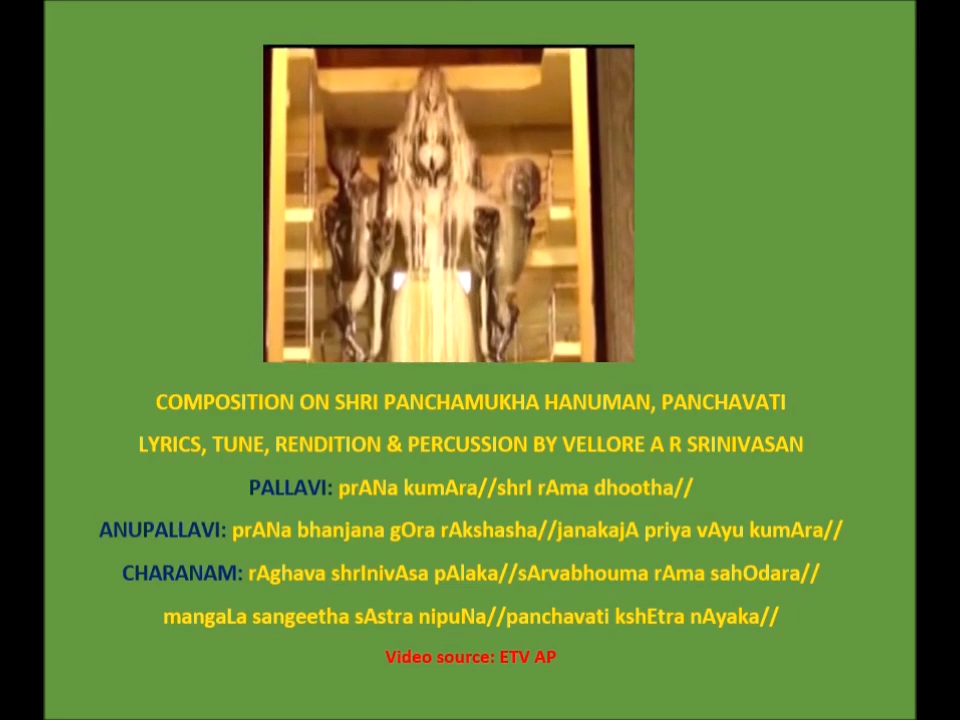 COMPOSITION ON SHRI PANCHAMUKHA HANUMAN, PANCHAVATI
LYRICS, TUNE, RENDITION & PERCUSSION BY VELLORE A R SRINIVASAN
PALLAVI: prANa kumAra//shrI rAma dhootha//
ANUPALLAVI: prANa bhanjana gOra rAkshasha//janakajA priya vAyu kumAra//
CHARANAM: rAghava shrInivAsa pAlaka//sArvabhouma rAma sahOdara//
mangaLa sangeetha sAstra nipuNa//panchavati kshEtra nAyaka//
Video source: ETV AP